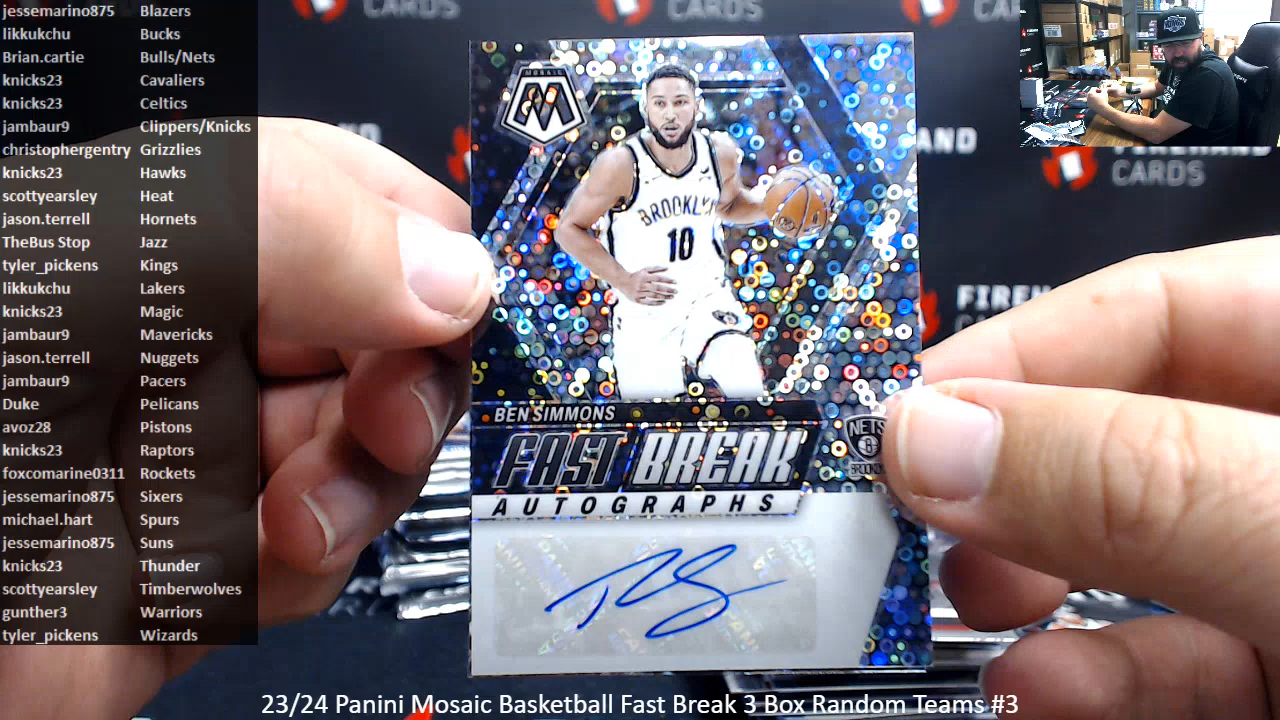 jessemarino875 Blazers
likkukchu Bucks
Brian.cartie Bulls/Nets
knicks23 Cavaliers
knicks23 Celtics
jambaur9 Clippers/Knicks
christophergentry Grizzlies
knicks23 Hawks
scottyearsley Heat
jason.terrell Hornets
TheBus Stop Jazz
tyler_pickens Kings
likkukchu Lakers
knicks23 Magic
jambaur9 Mavericks
jason.terrell Nuggets
jambaur9 Pacers
Duke Pelicans
avoz28 Pistons
knicks23 Raptors
foxcomarine0311 Rockets
jessemarino875 Sixers
michael.hart Spurs
jessemarino875 Suns
knicks23 Thunder
scottyearsley Timberwolves
gunther3 Warriors
tyler_pickens Wizards
CARDS
CARDS
CARDS
MOSAIC
BROOKLYN
10
BEN SIMMONS
FAST BREAK
AUTOGRAPHS
NETS
B
BROOKLYN
23/24 Panini Mosaic Basketball Fast Break 3 Box Random Teams #3